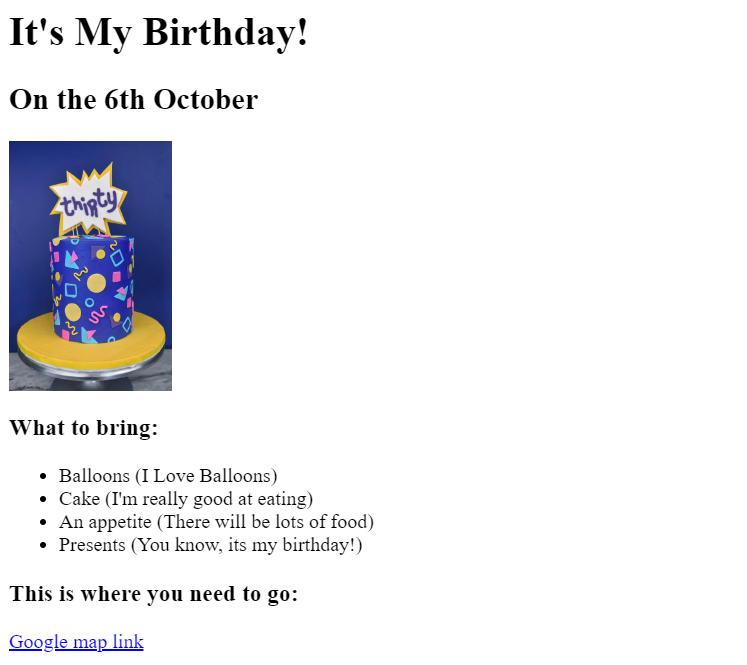 It's My Birthday!
On the 6th October
thirty
What to bring:
Balloons (I Love Balloons)
Cake (I'm really good at eating)
An appetite (There will be lots of food)
Presents (You know, its my birthday!)
This is where you need to go:
Google map link